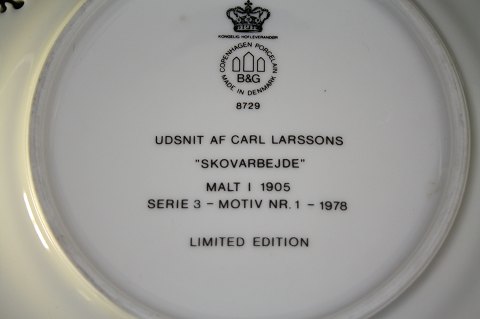 KONGELIG HOFLEVERANDØR
COPENHAGEN PORCELAIN
B&G
MADE IN DENMARK
8729
UDSNIT AF CARL LARSSONS
"SKOVARBEJDE"
MALT I 1905
SERIE 3 – MOTIV NR. 1 – 1978
LIMITED EDITION